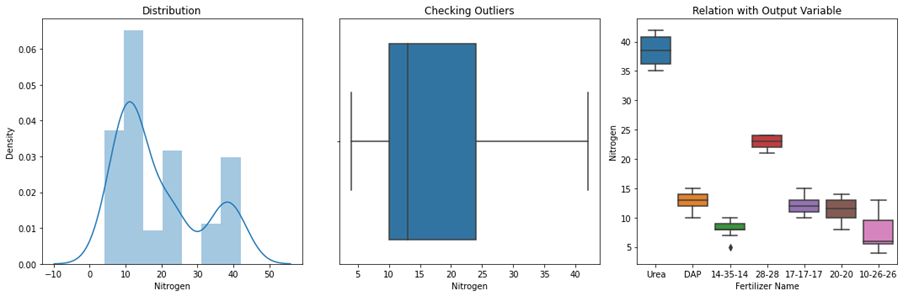 Distribution
Checking Outliers
Relation with Output Variable
Density
0.06
0.05
0.04
0.03
0.02
0.01
0.00
−10 0 10 20 30 40 50
Nitrogen
5 10 15 20 25 30 35 40
Nitrogen
Nitrogen
40
35
30
25
20
15
10
5
Urea DAP 14-35-14 28-28 17-17-17 20-20 10-26-26
Fertilizer Name